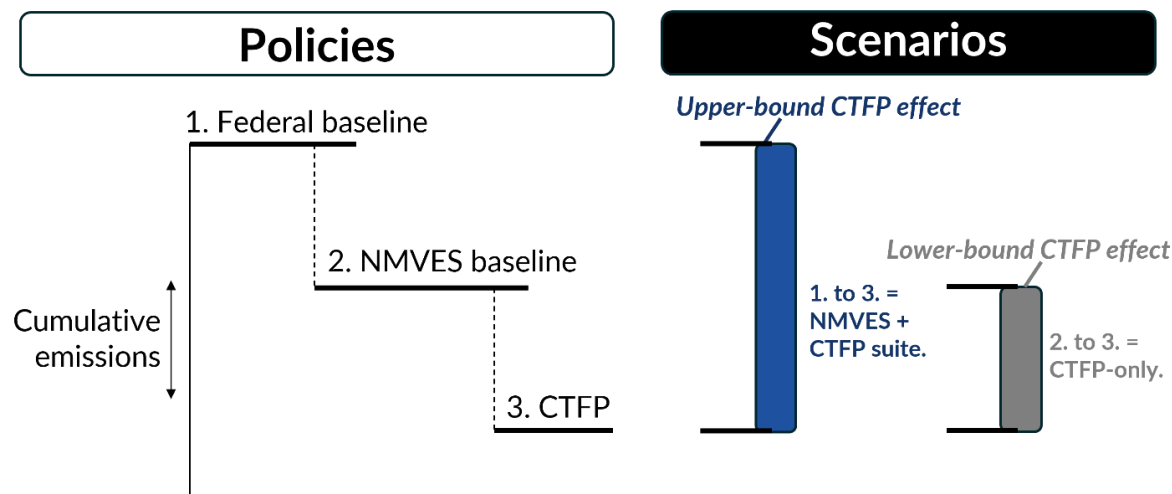 Policies
Scenarios
1. Federal baseline
2. NMVES baseline
Cumulative
emissions
3. CTFP
Upper-bound CTFP effect
1. to 3. =
NMVES +
CTFP suite.
Lower-bound CTFP effect
2. to 3. =
CTFP-only.